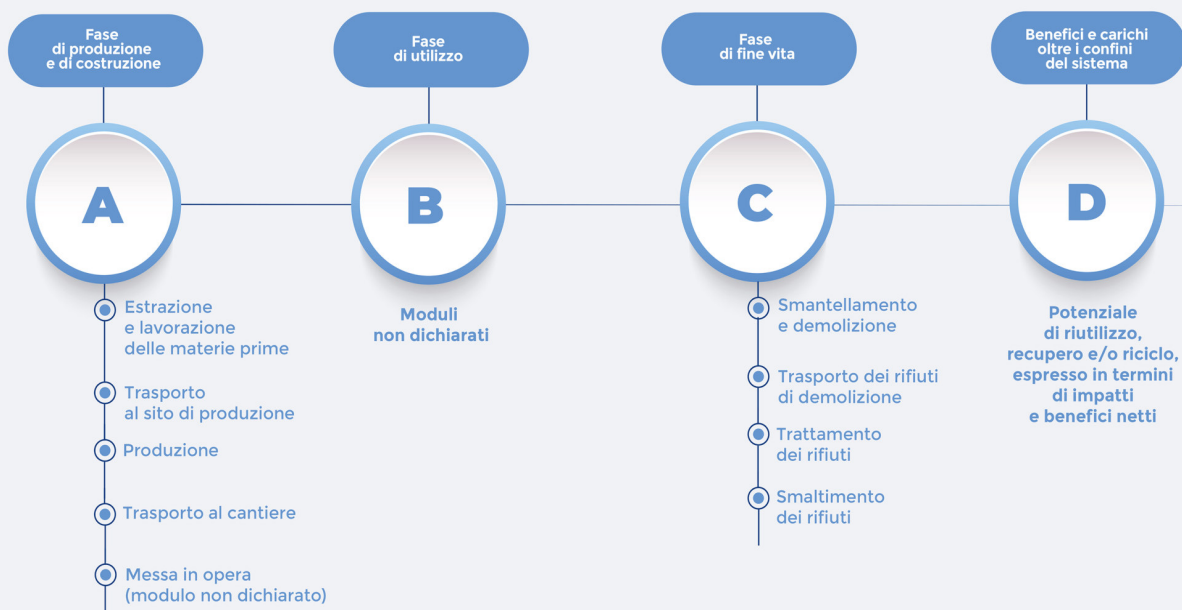 Fase
di produzione
e di costruzione
A
Estrazione
e lavorazione
delle materie prime
Trasporto
al sito di produzione
Produzione
Trasporto al cantiere
Messa in opera
(modulo non dichiarato)
Fase
di utilizzo
B
Moduli
non dichiarati
Fase
di fine vita
C
Smantellamento
e demolizione
Trasporto dei rifiuti
di demolizione
Trattamento
dei rifiuti
Smaltimento
dei rifiuti
Benefici e carichi
oltre i confini
del sistema
D
Potenziale
di riutilizzo,
recupero e/o riciclo,
espresso in termini
di impatti
e benefici netti